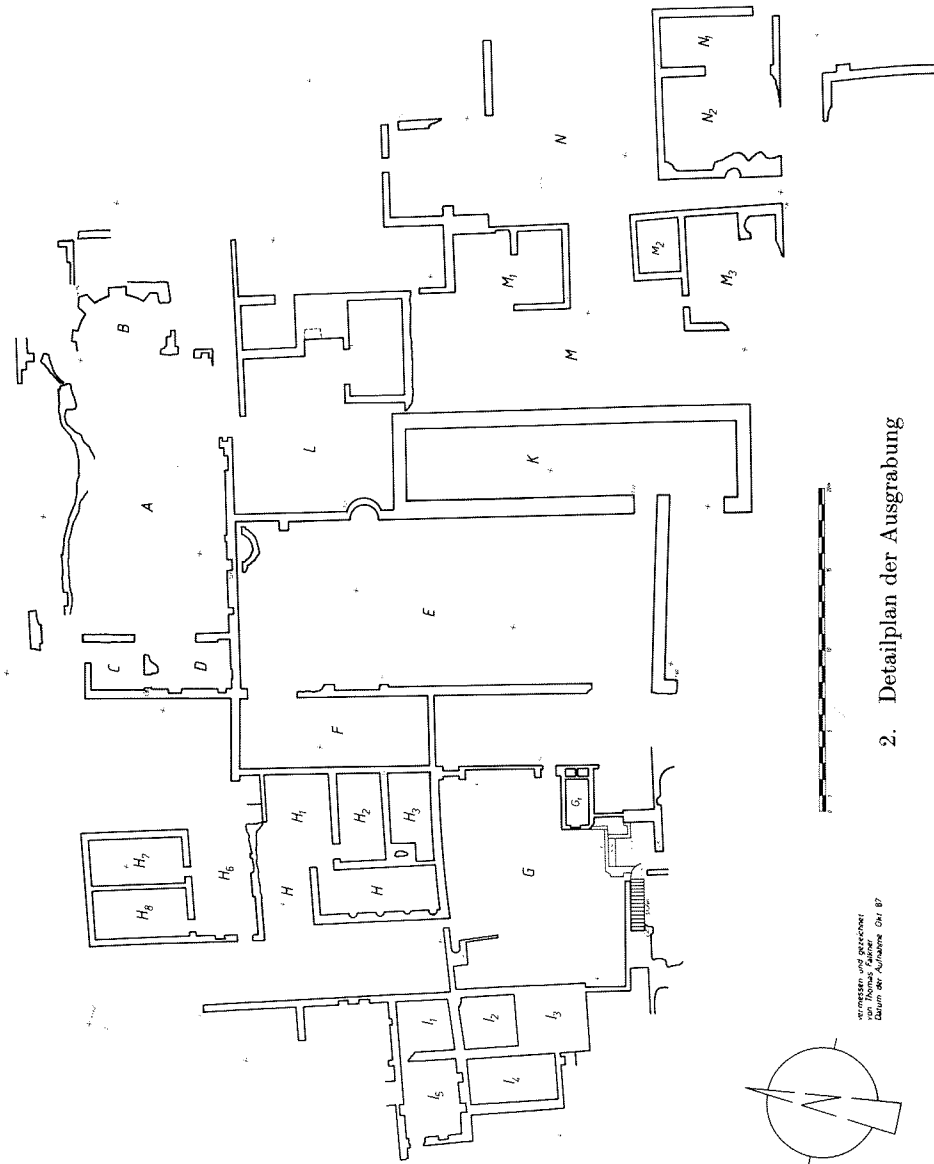 A
B
C
D
E
F
G
G₁
H
H₁
H₂
H₃
H
H₆
H₇
H₈
I₁
I₂
I₃
I₄
I₅
K
L
M
M₁
M₂
M₃
N
N₁
N₂
D
N
vermessen und gezeichnet
von Thomas Falkner
Datum der Aufnahme Okt 87
2. Detailplan der Ausgrabung